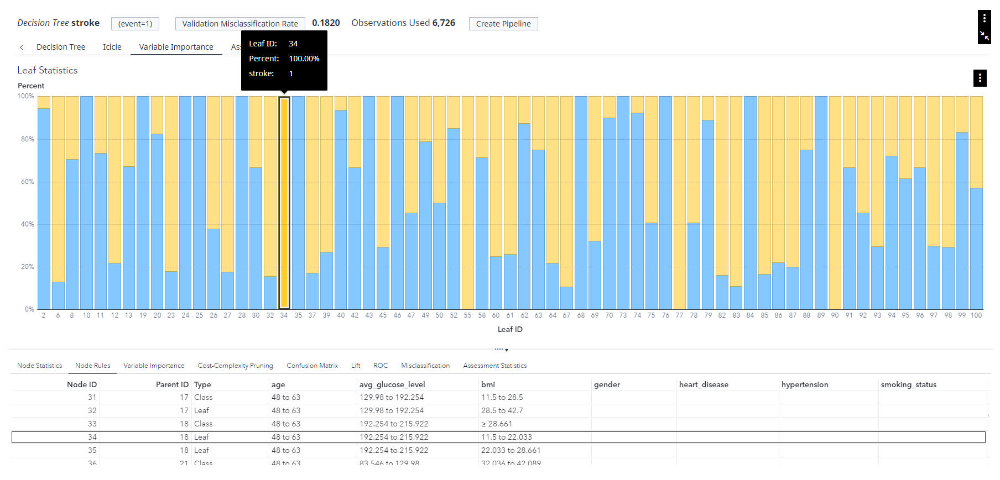 Decision Tree stroke (event=1) Validation Misclassification Rate 0.1820 Observations Used 6,726 Create Pipeline
Leaf ID: 34
Percent: 100.00%
stroke: 1
< Decision Tree Icicle Variable Importance
Leaf Statistics
Percent
100%
80%
60%
40%
20%
0%
2 6 8 10 11 12 13 19 20 23 24 25 26 27 28 30 32 34 35 37 39 40 42 43 45 46 47 49 50 52 55 58 60 61 62 63 64 67 68 69 70 73 74 75 76 77 78 79 82 83 84 85 86 87 88 89 90 91 92 93 94 95 96 97 98 99 100
Leaf ID
Node Statistics Node Rules Variable Importance Cost-Complexity Pruning Confusion Matrix Lift ROC Misclassification Assessment Statistics
Node ID Parent ID Type age avg_glucose_level bmi gender heart_disease hypertension smoking_status
31 17 Class 48 to 63 129.98 to 192.254 11.5 to 28.5
32 17 Leaf 48 to 63 129.98 to 192.254 28.5 to 42.7
33 18 Class 48 to 63 192.254 to 215.922 ≥ 28.661
34 18 Leaf 48 to 63 192.254 to 215.922 11.5 to 22.033
35 18 Leaf 48 to 63 192.254 to 215.922 22.033 to 28.661
36 21 Class 48 to 63 83.546 to 129.98 32.036 to 42.089